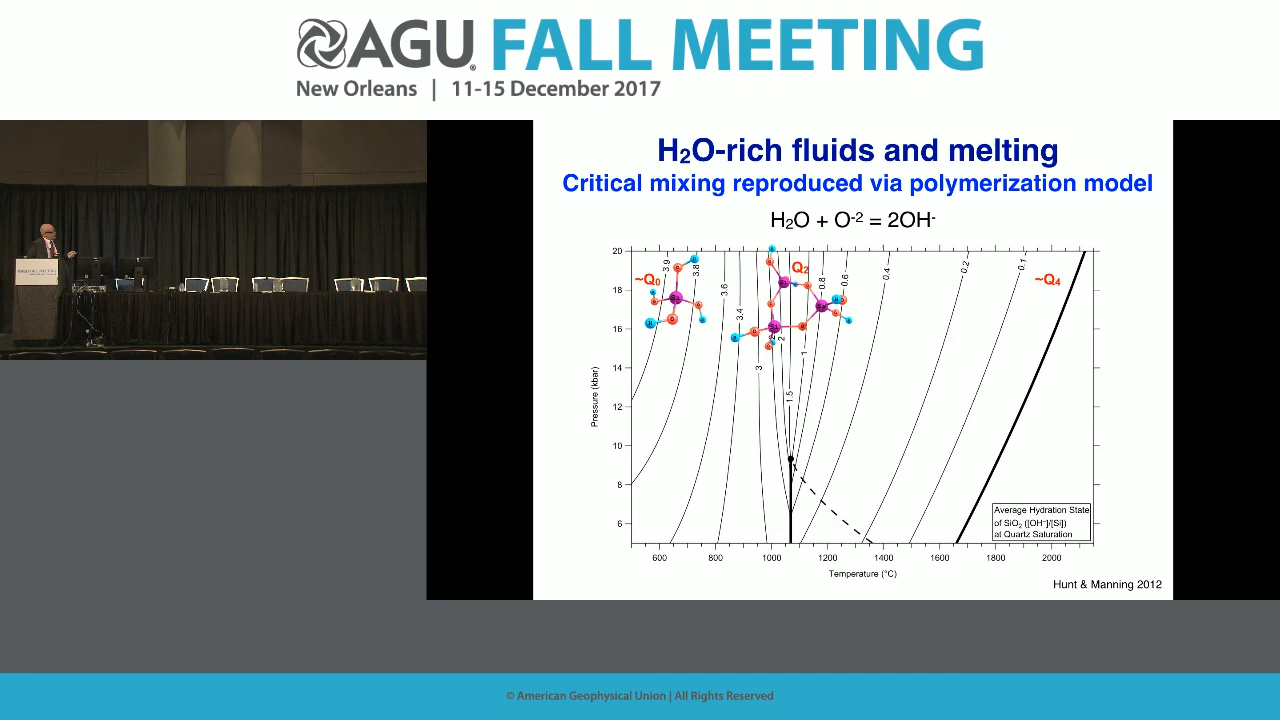 AGU FALL MEETING
New Orleans | 11-15 December 2017
AGU FALL MEETING
H₂O-rich fluids and melting
Critical mixing reproduced via polymerization model
H₂O + O⁻² = 2OH⁻
~Q₀
Q₂
~Q₄
3.9
3.8
3.6
3.4
3
2
1.5
1
0.8
0.6
0.4
0.2
0.1
20
18
16
14
12
10
8
6
Pressure (kbar)
Average Hydration State
of SiO₂ ([OH⁻]/[Si])
at Quartz Saturation
600 800 1000 1200 1400 1600 1800 2000
Temperature (°C)
Hunt & Manning 2012
© American Geophysical Union | All Rights Reserved